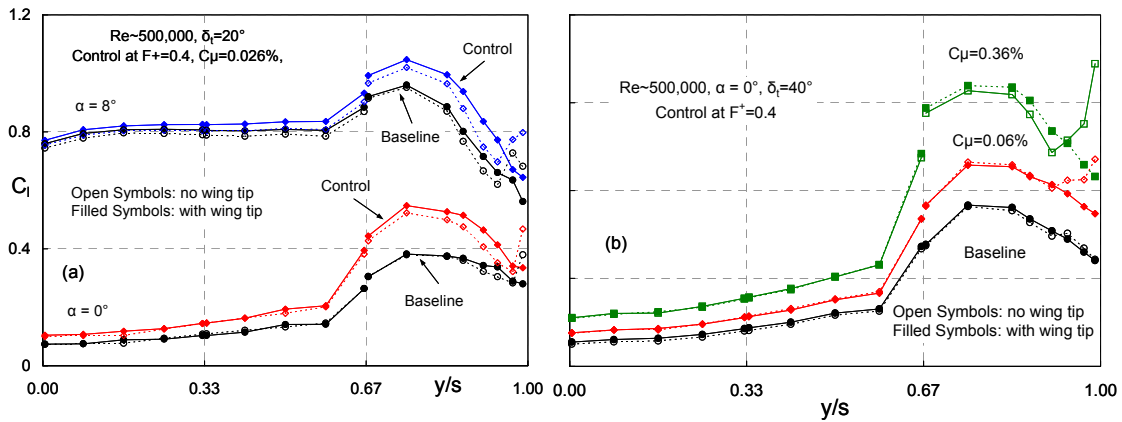 1.2
0.8
0.4
0
C_l
Re~500,000, δ_t=20°
Control at F+=0.4, Cμ=0.026%,
α = 8°
Control
Baseline
Open Symbols: no wing tip
Filled Symbols: with wing tip
Control
(a)
Baseline
α = 0°
0.00 0.33 0.67 1.00
y/s
Cμ=0.36%
Re~500,000, α = 0°, δ_t=40°
Control at F⁺=0.4
Cμ=0.06%
(b)
Baseline
Open Symbols: no wing tip
Filled Symbols: with wing tip
0.00 0.33 0.67 1.00
y/s